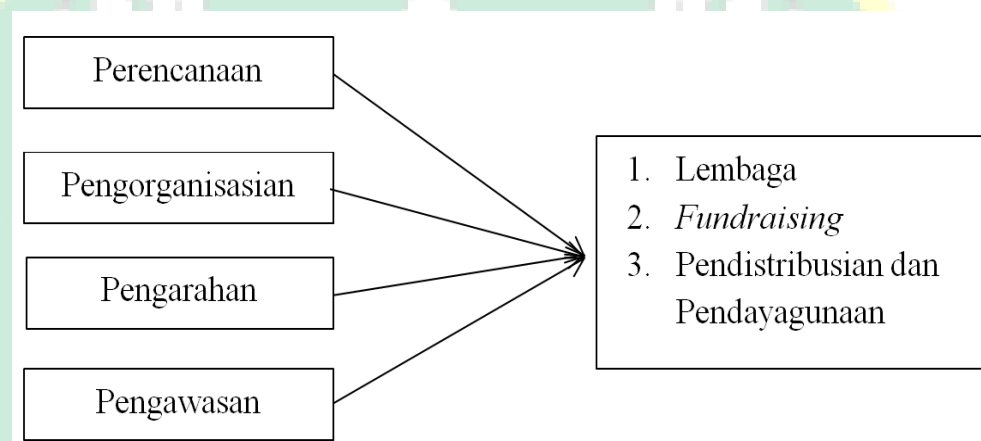 Perencanaan
Pengorganisasian
Pengarahan
Pengawasan
1. Lembaga
2. Fundraising
3. Pendistribusian dan
Pendayagunaan